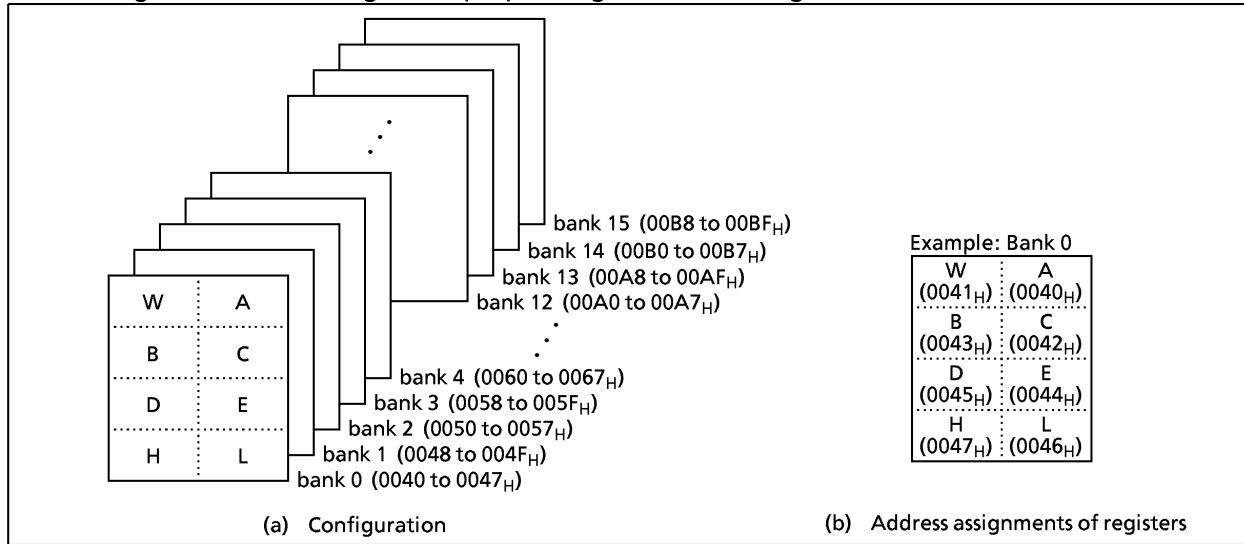 W A
B C
D E
H L
bank 15 (00B8 to 00BFH)
bank 14 (00B0 to 00B7H)
bank 13 (00A8 to 00AFH)
bank 12 (00A0 to 00A7H)
bank 4 (0060 to 0067H)
bank 3 (0058 to 005FH)
bank 2 (0050 to 0057H)
bank 1 (0048 to 004FH)
bank 0 (0040 to 0047H)
(a) Configuration
Example: Bank 0
W A
(0041H) (0040H)
B C
(0043H) (0042H)
D E
(0045H) (0044H)
H L
(0047H) (0046H)
(b) Address assignments of registers